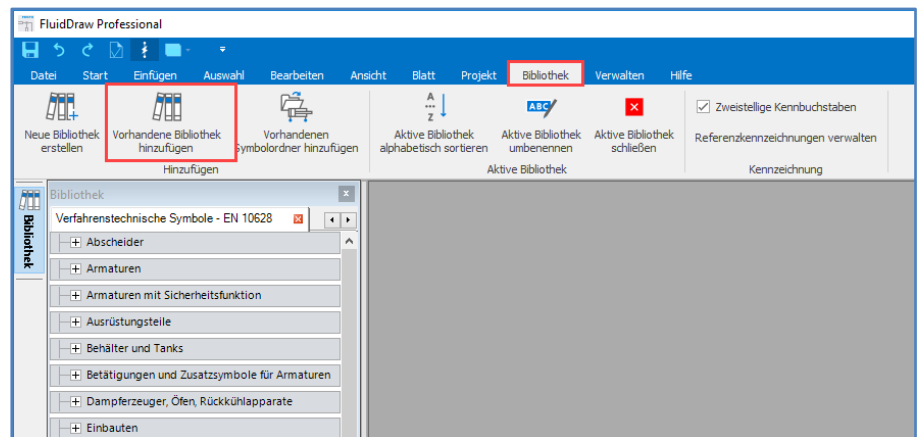 FluidDraw Professional
Datei Start Einfügen Auswahl Bearbeiten Ansicht Blatt Projekt Bibliothek Verwalten Hilfe
Neue Bibliothek erstellen
Vorhandene Bibliothek hinzufügen
Vorhandenen Symbolordner hinzufügen
Hinzufügen
A
Z
Aktive Bibliothek alphabetisch sortieren
ABC
Aktive Bibliothek umbenennen
Aktive Bibliothek schließen
Aktive Bibliothek
Zweistellige Kennbuchstaben
Referenzkennzeichnungen verwalten
Kennzeichnung
Bibliothek
Bibliothek
Verfahrenstechnische Symbole - EN 10628
Abscheider
Armaturen
Armaturen mit Sicherheitsfunktion
Ausrüstungsteile
Behälter und Tanks
Betätigungen und Zusatzsymbole für Armaturen
Dampferzeuger, Öfen, Rückkühlapparate
Einbauten